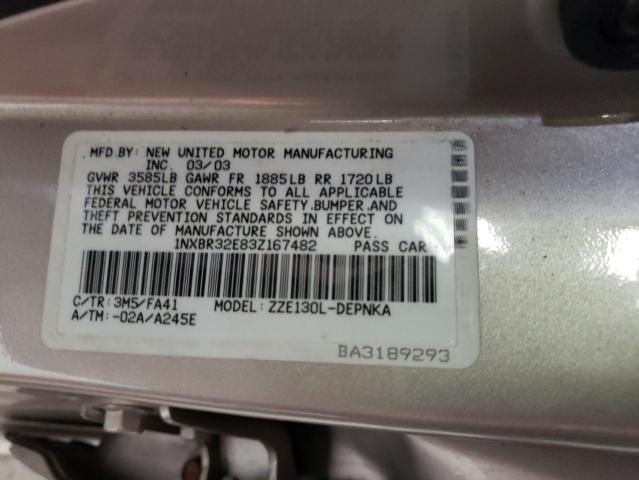 MFD.BY: NEW UNITED MOTOR MANUFACTURING
INC. 03/03
GVWR 3585LB GAWR FR 1885LB RR 1720LB
THIS VEHICLE CONFORMS TO ALL APPLICABLE
FEDERAL MOTOR VEHICLE SAFETY,BUMPER,AND
THEFT PREVENTION STANDARDS IN EFFECT ON
THE DATE OF MANUFACTURE SHOWN ABOVE.
1NXBR32E83Z167482 PASS CAR
C/TR:3M5/FA41 MODEL:ZZE130L-DEPNKA
A/TM:-02A/A245E
BA3189293